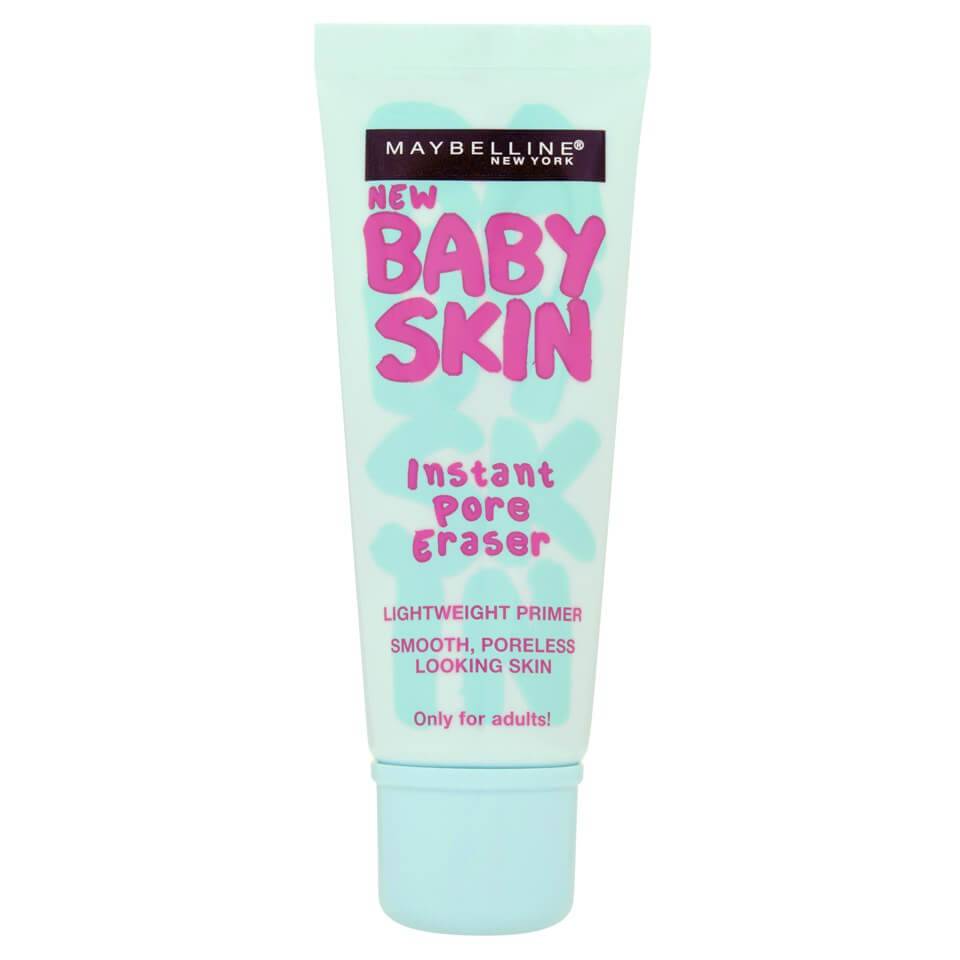 MAYBELLINE®
NEW YORK
NEW
BABY
SKIN
Instant
Pore
Eraser
LIGHTWEIGHT PRIMER
SMOOTH, PORELESS
LOOKING SKIN
Only for adults!